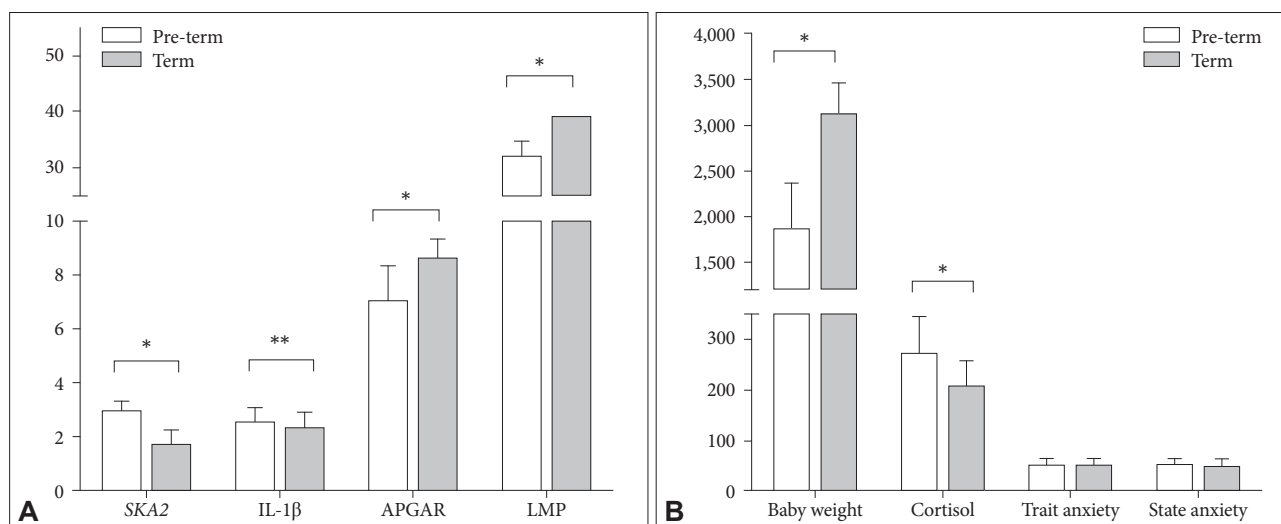 Pre-term
Term
50
40
30
10
8
6
4
2
0
*
**
*
*
SKA2
IL-1β
APGAR
LMP
A
Pre-term
Term
4,000
3,500
3,000
2,500
2,000
1,500
300
200
100
0
*
*
Baby weight
Cortisol
Trait anxiety
State anxiety
B